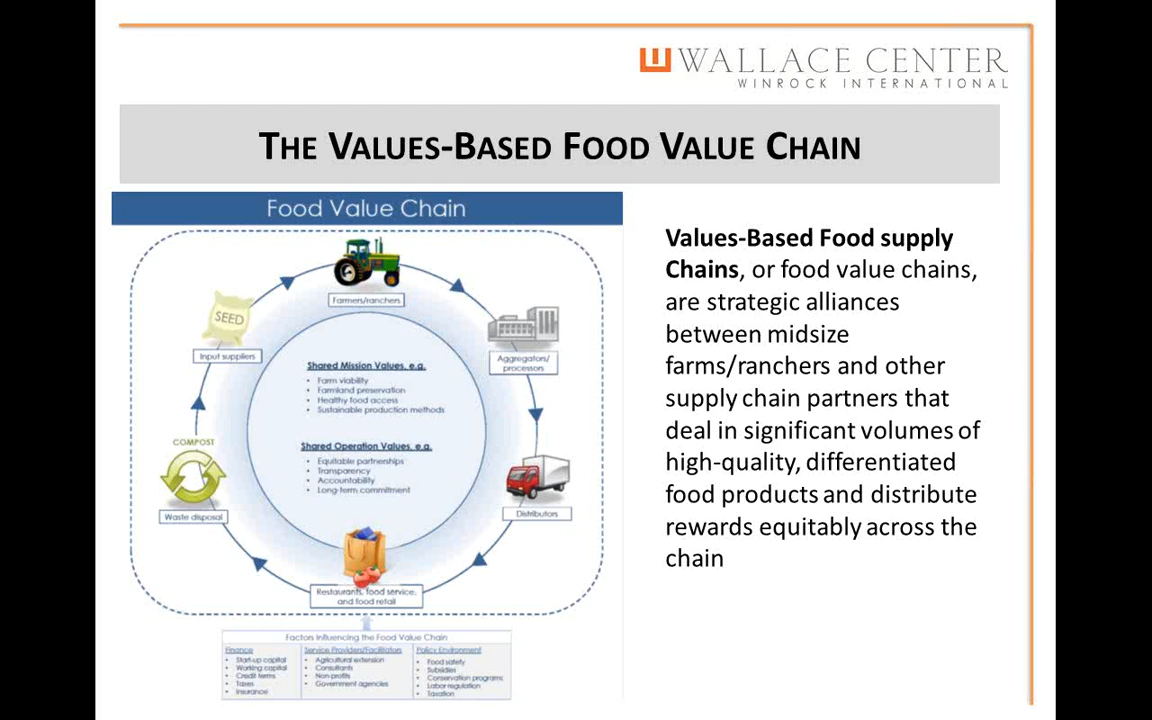 WALLACE CENTER
WINROCK INTERNATIONAL
THE VALUES-BASED FOOD VALUE CHAIN
Food Value Chain
Farmers/ranchers
SEED
Input suppliers
Aggregators/
processors
Shared Mission Values, e.g.
• Farm viability
• Farmland preservation
• Healthy food access
• Sustainable production methods
Shared Operation Values, e.g.
• Equitable partnerships
• Transparency
• Accountability
• Long-term commitment
COMPOST
Waste disposal
Distributors
Restaurants, food service,
and food retail
Factors Influencing the Food Value Chain
Finance
• Start-up capital
• Working capital
• Credit terms
• Taxes
• Insurance
Service Providers/Facilitators
• Agricultural extension
• Consultants
• Non-profits
• Government agencies
Policy Environment
• Food safety
• Subsidies
• Conservation programs
• Labor regulation
• Taxation
Values-Based Food supply
Chains, or food value chains,
are strategic alliances
between midsize
farms/ranchers and other
supply chain partners that
deal in significant volumes of
high-quality, differentiated
food products and distribute
rewards equitably across the
chain